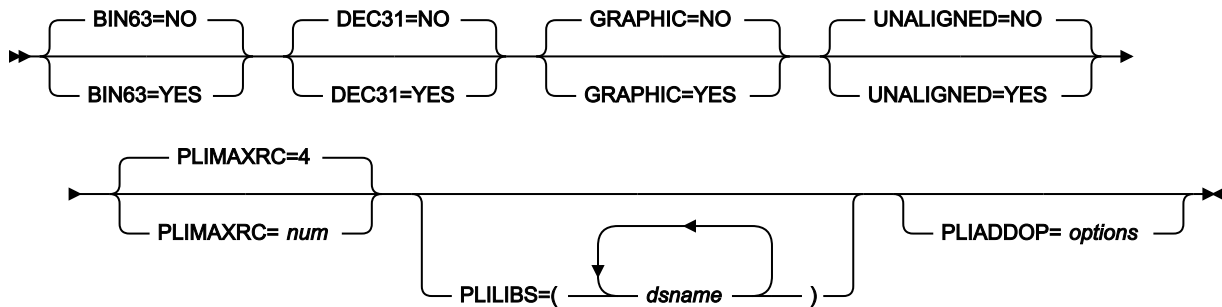 BIN63=NO DEC31=NO GRAPHIC=NO UNALIGNED=NO
BIN63=YES DEC31=YES GRAPHIC=YES UNALIGNED=YES
PLIMAXRC=4
PLIMAXRC= num PLIADDOP= options
PLILIBS=( dsname )